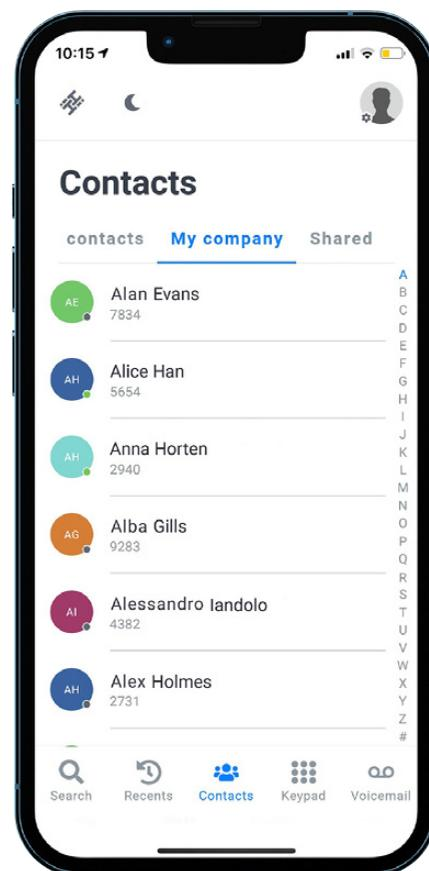 10:15
Contacts
contacts My company Shared
AE Alan Evans
7834
AH Alice Han
5654
AH Anna Horten
2940
AG Alba Gills
9283
AI Alessandro Iandolo
4382
AH Alex Holmes
2731
A
B
C
D
E
F
G
H
I
J
K
L
M
N
O
P
Q
R
S
T
U
V
W
X
Y
Z
#
Search Recents Contacts Keypad Voicemail